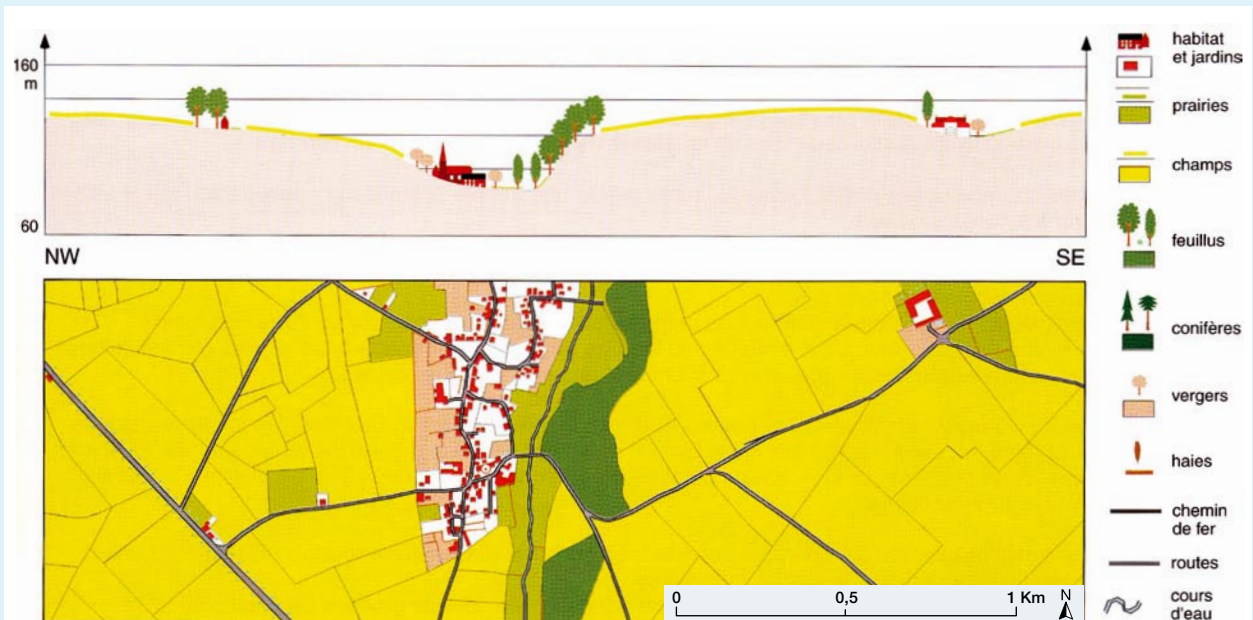 160
m
60
NW
SE
habitat
et jardins
prairies
champs
feuillus
conifères
vergers
haies
chemin
de fer
routes
cours
d'eau
0
0,5
1 Km
N